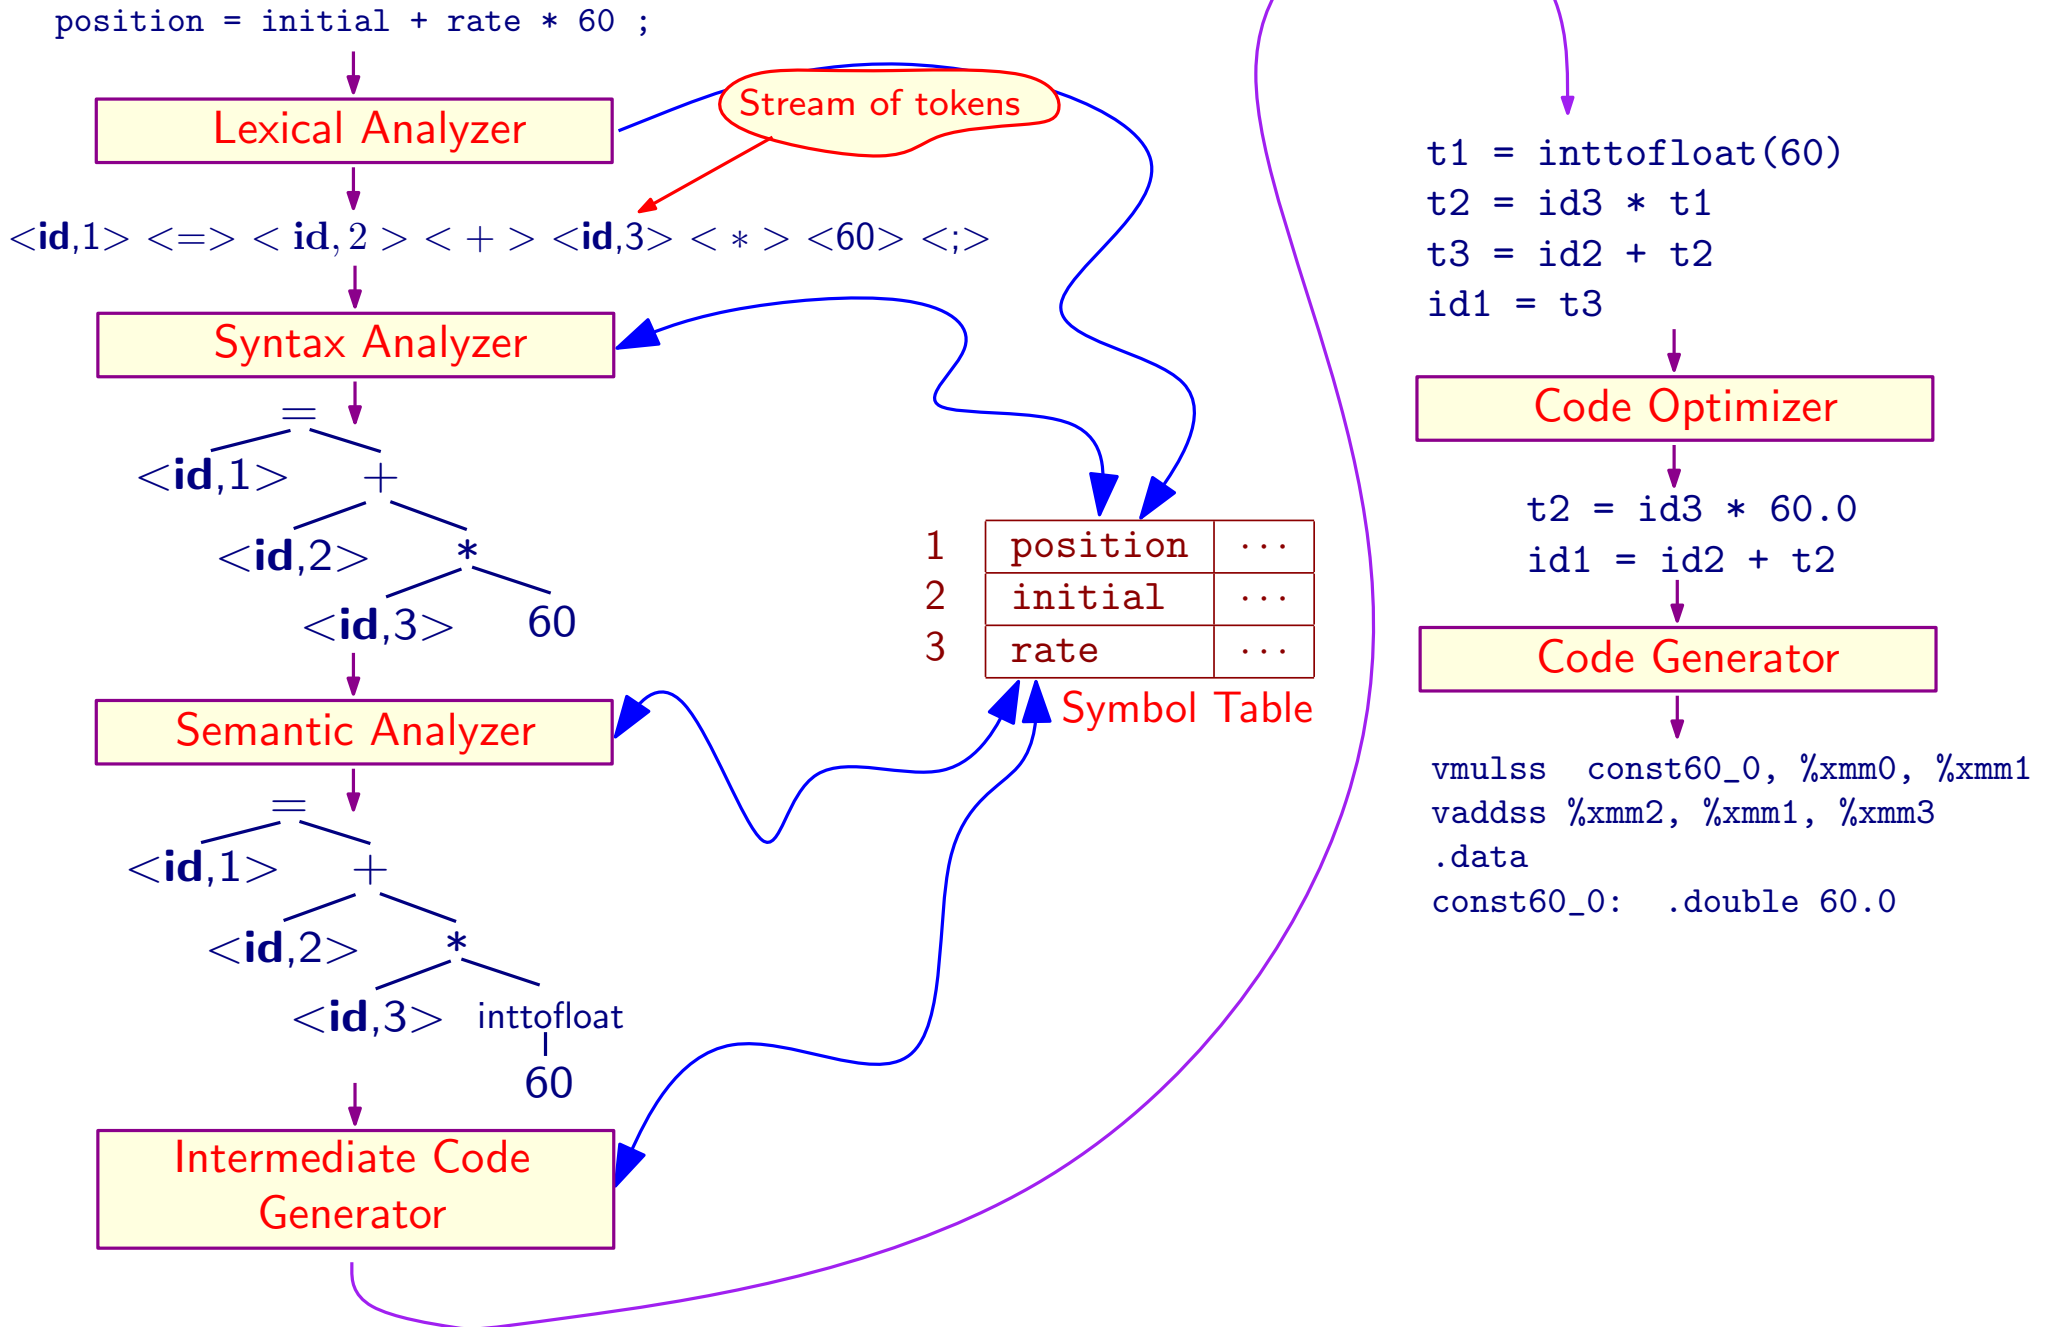 position = initial + rate * 60 ;
Lexical Analyzer
Stream of tokens
<id,1> <=> < id, 2 > < + > <id,3> < * > <60> <;>
Syntax Analyzer
=
<id,1> +
<id,2> *
<id,3> 60
1 position ···
2 initial ···
3 rate ···
Symbol Table
Semantic Analyzer
=
<id,1> +
<id,2> *
<id,3> inttofloat
60
Intermediate Code
Generator
t1 = inttofloat(60)
t2 = id3 * t1
t3 = id2 + t2
id1 = t3
Code Optimizer
t2 = id3 * 60.0
id1 = id2 + t2
Code Generator
vmulss  const60_0, %xmm0, %xmm1
vaddss %xmm2, %xmm1, %xmm3
.data
const60_0:  .double 60.0